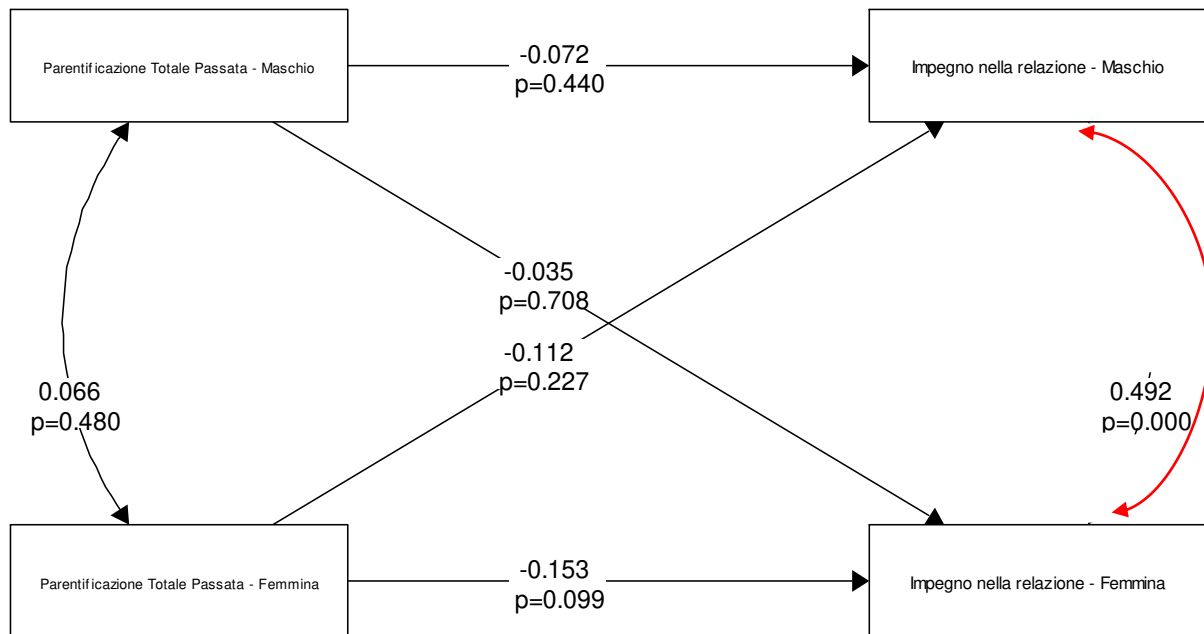 -0.072
p=0.440
Parentificazione Totale Passata - Maschio
Impegno nella relazione - Maschio
-0.035
p=0.708
-0.112
p=0.227
0.066
p=0.480
0.492
p=0.000
-0.153
p=0.099
Parentificazione Totale Passata - Femmina
Impegno nella relazione - Femmina